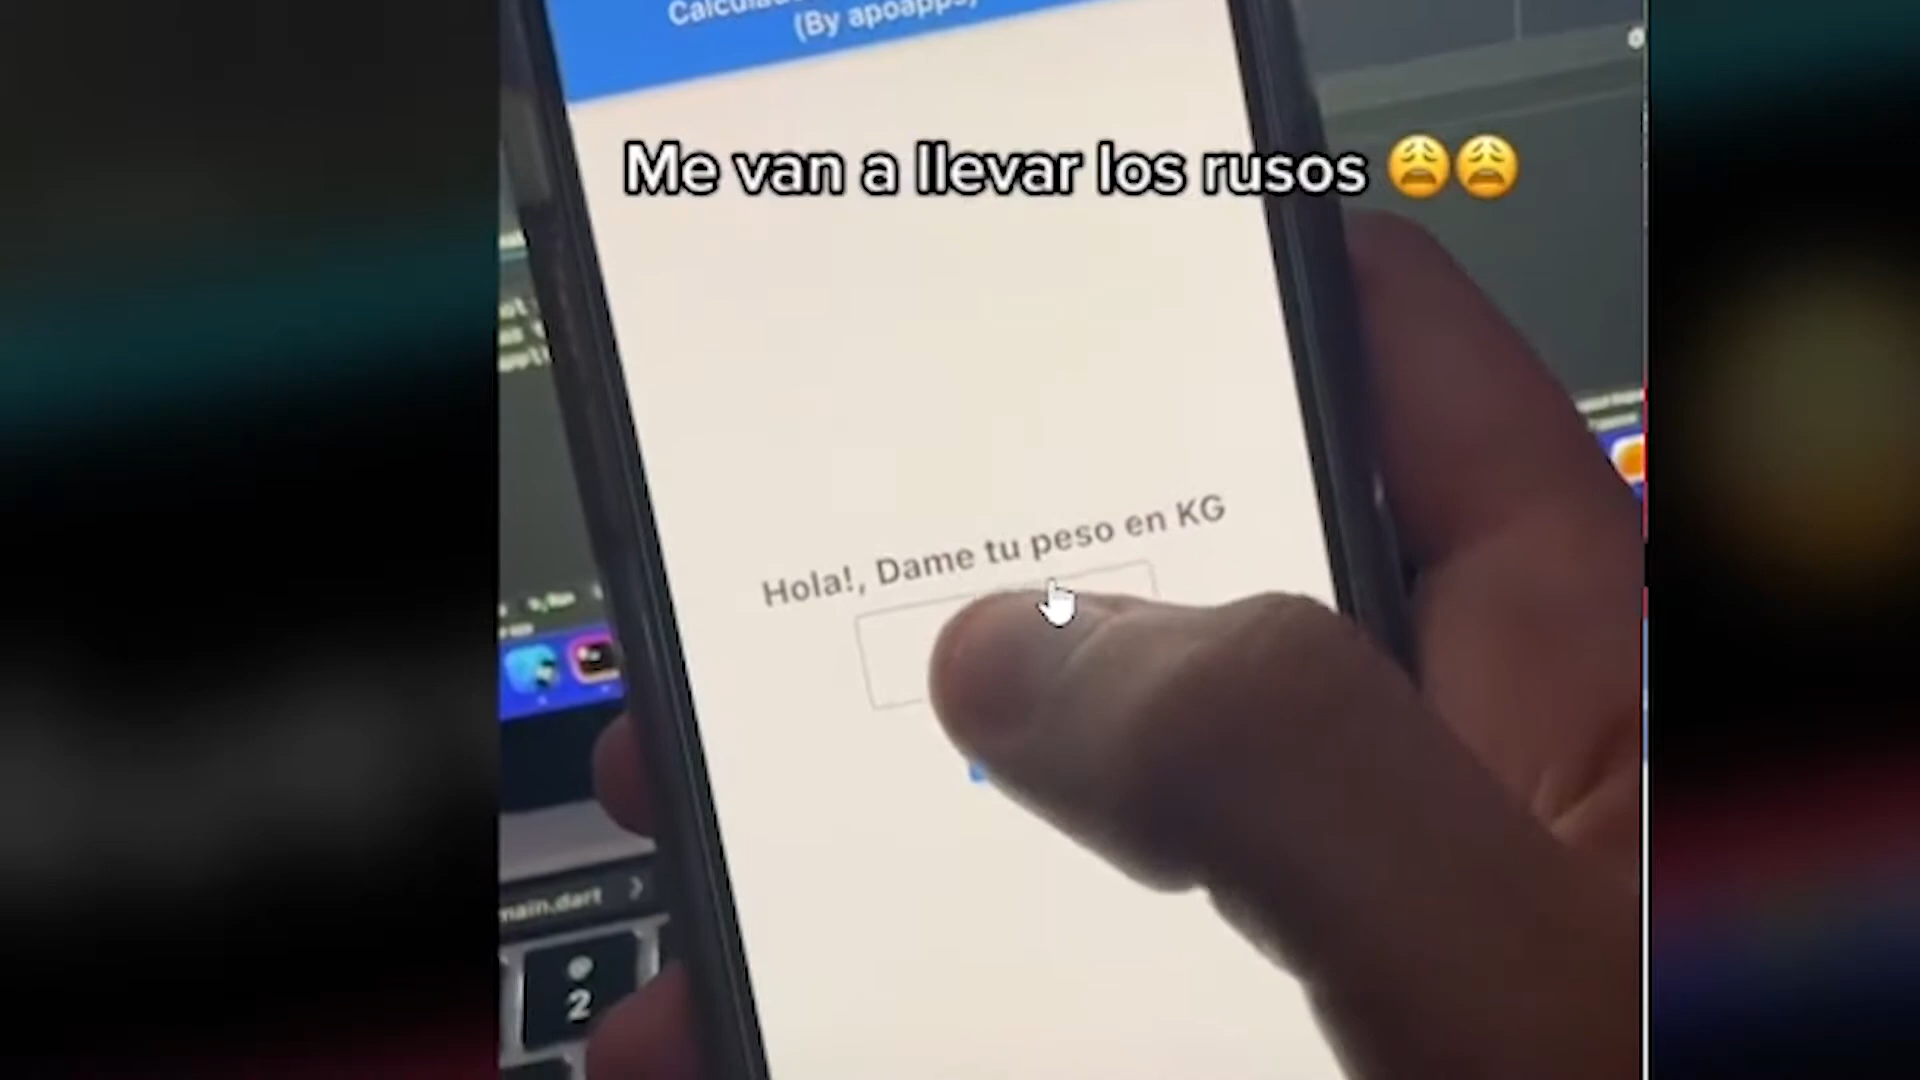 (By apoapps)
Me van a llevar los rusos 😩😩
Hola!, Dame tu peso en KG
main.dart
2